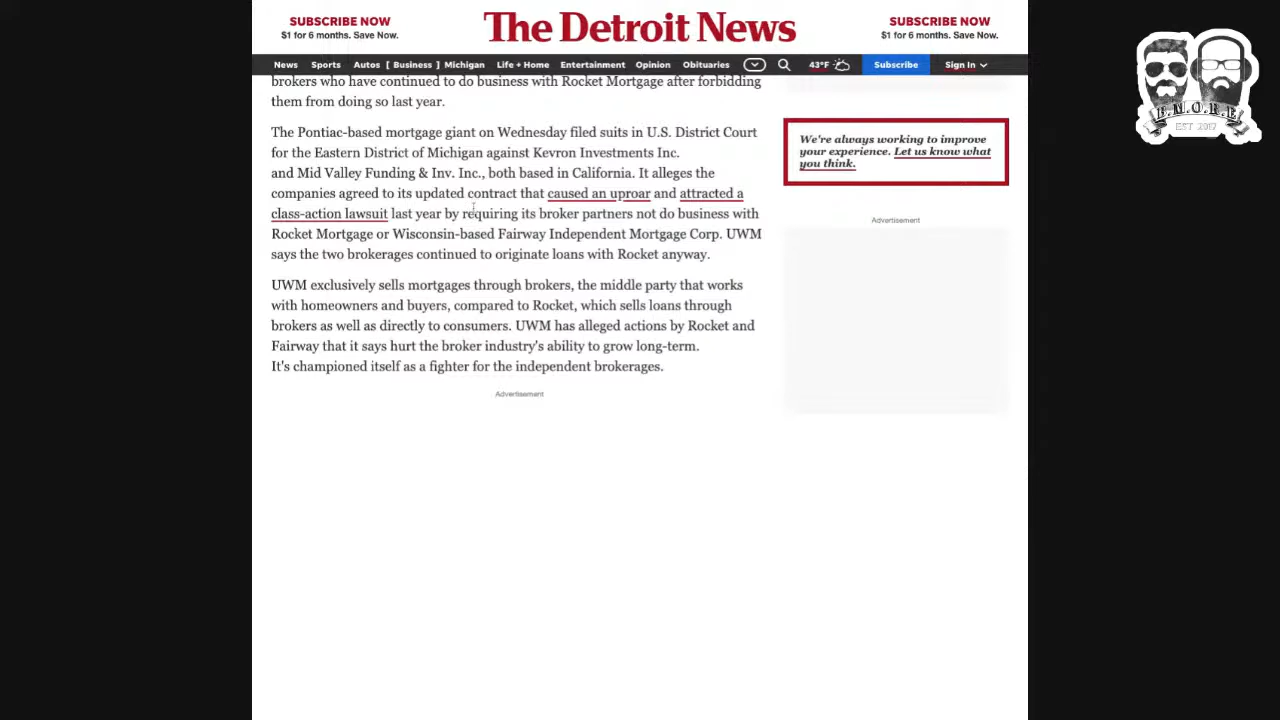 SUBSCRIBE NOW
$1 for 6 months. Save Now.
The Detroit News
SUBSCRIBE NOW
$1 for 6 months. Save Now.
News Sports Autos [ Business ] Michigan Life + Home Entertainment Opinion Obituaries 43°F Subscribe Sign In
brokers who have continued to do business with Rocket Mortgage after forbidding
them from doing so last year.
The Pontiac-based mortgage giant on Wednesday filed suits in U.S. District Court
for the Eastern District of Michigan against Kevron Investments Inc.
and Mid Valley Funding & Inv. Inc., both based in California. It alleges the
companies agreed to its updated contract that caused an uproar and attracted a
class-action lawsuit last year by requiring its broker partners not do business with
Rocket Mortgage or Wisconsin-based Fairway Independent Mortgage Corp. UWM
says the two brokerages continued to originate loans with Rocket anyway.
UWM exclusively sells mortgages through brokers, the middle party that works
with homeowners and buyers, compared to Rocket, which sells loans through
brokers as well as directly to consumers. UWM has alleged actions by Rocket and
Fairway that it says hurt the broker industry's ability to grow long-term.
It's championed itself as a fighter for the independent brokerages.
Advertisement
We're always working to improve
your experience. Let us know what
you think.
Advertisement
B.M.O.R.E
EST 2017